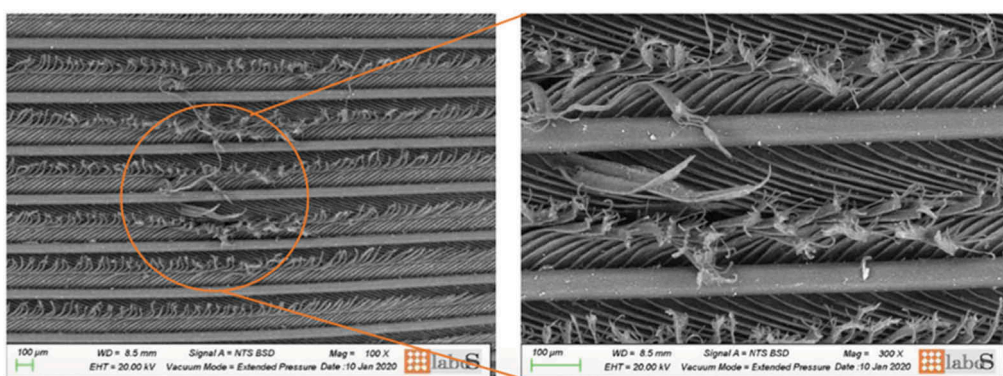 100 µm WD = 8.5 mm Signal A = NTS BSD Mag = 100 X
EHT = 20.00 kV Vacuum Mode = Extended Pressure Date :10 Jan 2020
laboS
100 µm WD = 8.5 mm Signal A = NTS BSD Mag = 300 X
EHT = 20.00 kV Vacuum Mode = Extended Pressure Date :10 Jan 2020
laboS